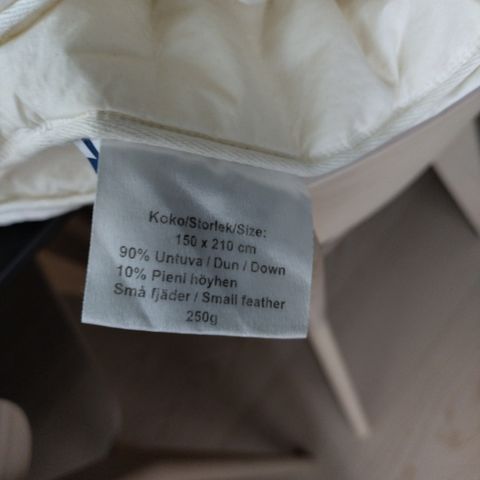 Koko/Storlek/Size:
150 x 210 cm
90% Untuva / Dun / Down
10% Pieni höyhen
Små fjäder / Small feather
250g